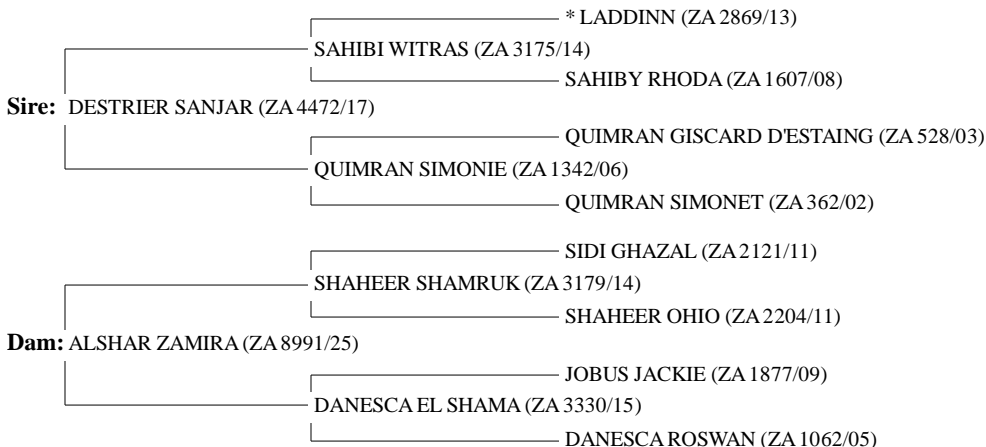 * LADDINN (ZA 2869/13)
SAHIBI WITRAS (ZA 3175/14)
SAHIBY RHODA (ZA 1607/08)
Sire: DESTRIER SANJAR (ZA 4472/17)
QUIMRAN GISCARD D'ESTAING (ZA 528/03)
QUIMRAN SIMONIE (ZA 1342/06)
QUIMRAN SIMONET (ZA 362/02)
SIDI GHAZAL (ZA 2121/11)
SHAHEER SHAMRUK (ZA 3179/14)
SHAHEER OHIO (ZA 2204/11)
Dam: ALSHAR ZAMIRA (ZA 8991/25)
JOBUS JACKIE (ZA 1877/09)
DANESCA EL SHAMA (ZA 3330/15)
DANESCA ROSWAN (ZA 1062/05)